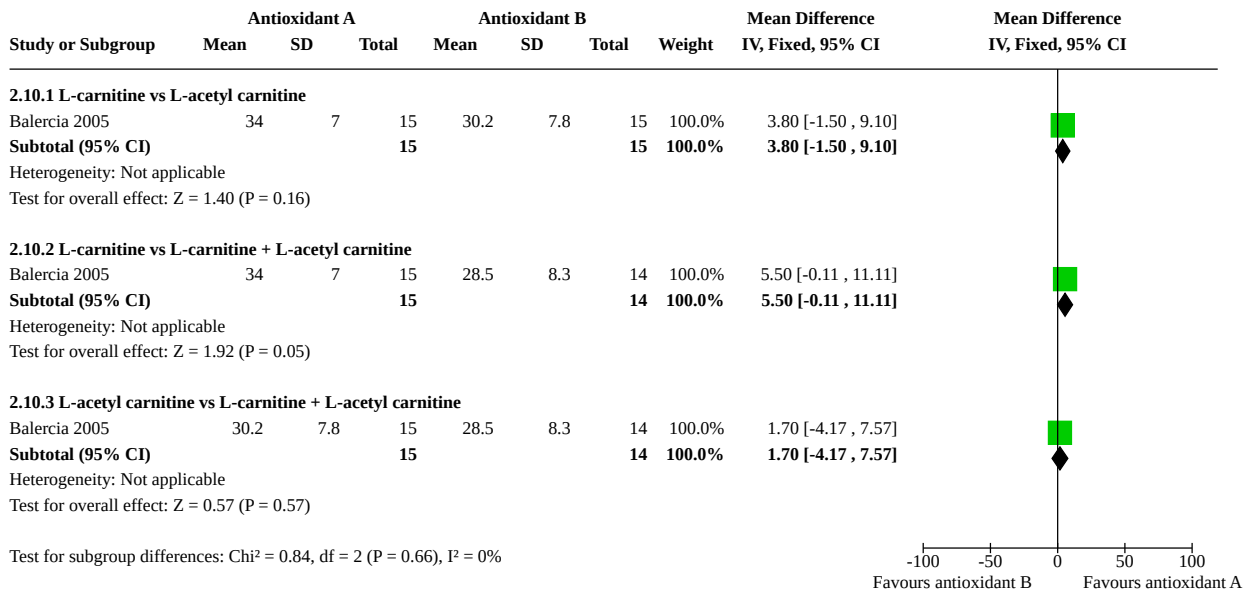 Antioxidant A Antioxidant B Mean Difference Mean Difference
Study or Subgroup Mean SD Total Mean SD Total Weight IV, Fixed, 95% CI IV, Fixed, 95% CI
2.10.1 L-carnitine vs L-acetyl carnitine
Balercia 2005 34 7 15 30.2 7.8 15 100.0% 3.80 [-1.50 , 9.10]
Subtotal (95% CI) 15 15 100.0% 3.80 [-1.50 , 9.10]
Heterogeneity: Not applicable
Test for overall effect: Z = 1.40 (P = 0.16)
2.10.2 L-carnitine vs L-carnitine + L-acetyl carnitine
Balercia 2005 34 7 15 28.5 8.3 14 100.0% 5.50 [-0.11 , 11.11]
Subtotal (95% CI) 15 14 100.0% 5.50 [-0.11 , 11.11]
Heterogeneity: Not applicable
Test for overall effect: Z = 1.92 (P = 0.05)
2.10.3 L-acetyl carnitine vs L-carnitine + L-acetyl carnitine
Balercia 2005 30.2 7.8 15 28.5 8.3 14 100.0% 1.70 [-4.17 , 7.57]
Subtotal (95% CI) 15 14 100.0% 1.70 [-4.17 , 7.57]
Heterogeneity: Not applicable
Test for overall effect: Z = 0.57 (P = 0.57)
Test for subgroup differences: Chi² = 0.84, df = 2 (P = 0.66), I² = 0%
-100 -50 0 50 100
Favours antioxidant B Favours antioxidant A